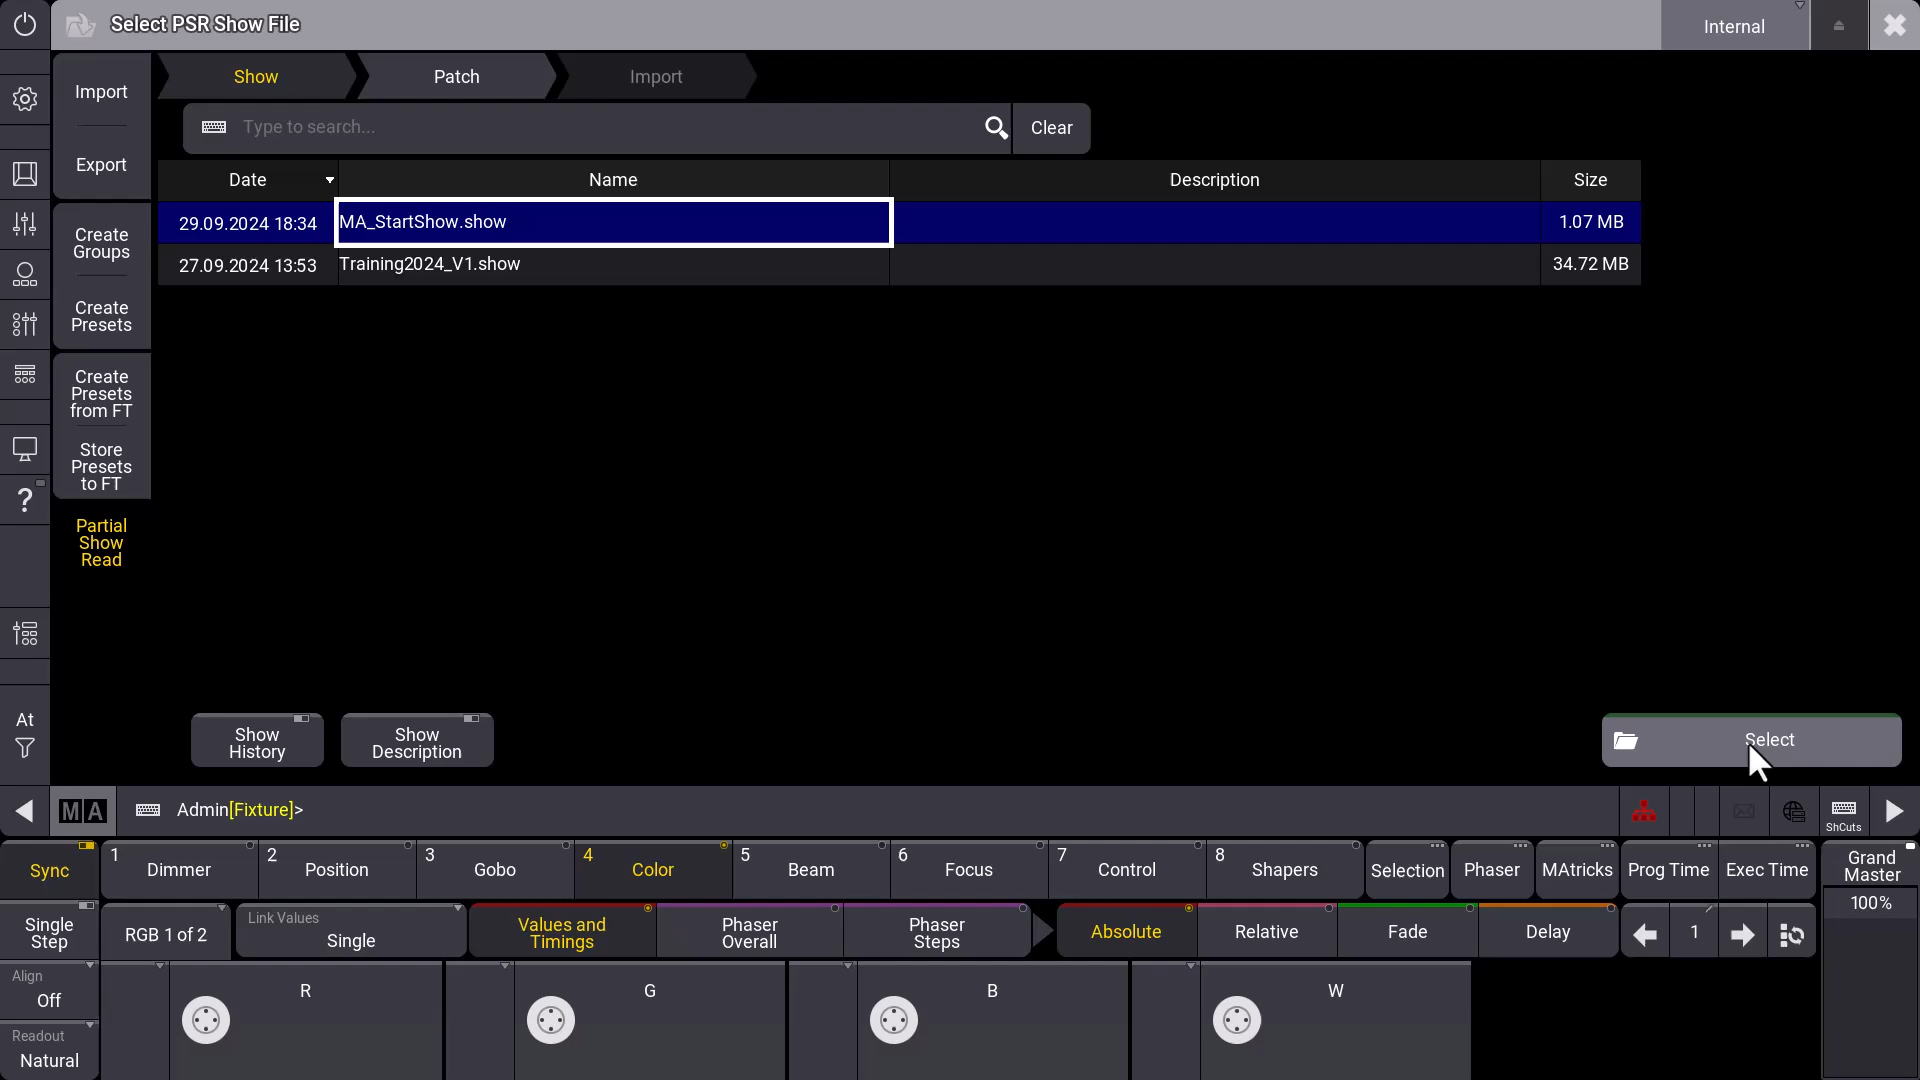 Select PSR Show File
Internal
Import
Export
Create
Groups
Create
Presets
Create
Presets
from FT
Store
Presets
to FT
Partial
Show
Read
Show
Patch
Import
Type to search...
Clear
Date
Name
Description
Size
29.09.2024 18:34
MA_StartShow.show
1.07 MB
27.09.2024 13:53
Training2024_V1.show
34.72 MB
?
At
Show
History
Show
Description
Select
MA
Admin[Fixture]>
ShCuts
Sync
1
Dimmer
2
Position
3
Gobo
4
Color
5
Beam
6
Focus
7
Control
8
Shapers
Selection
Phaser
MAtricks
Prog Time
Exec Time
Grand
Master
100%
Single
Step
RGB 1 of 2
Link Values
Single
Values and
Timings
Phaser
Overall
Phaser
Steps
Absolute
Relative
Fade
Delay
1
Align
Off
R
G
B
W
Readout
Natural